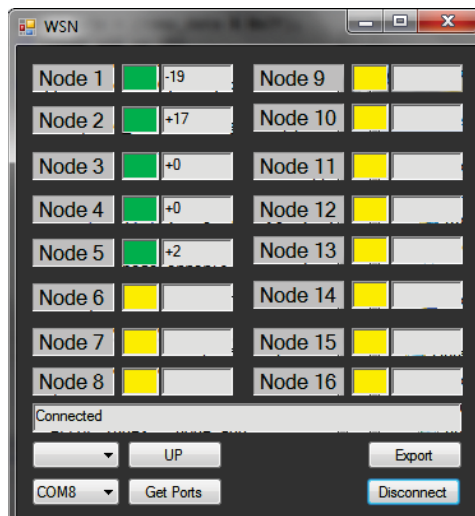 WSN
Node 1 -19 Node 9
Node 2 +17 Node 10
Node 3 +0 Node 11
Node 4 +0 Node 12
Node 5 +2 Node 13
Node 6 Node 14
Node 7 Node 15
Node 8 Node 16
Connected
UP Export
COM8 Get Ports Disconnect